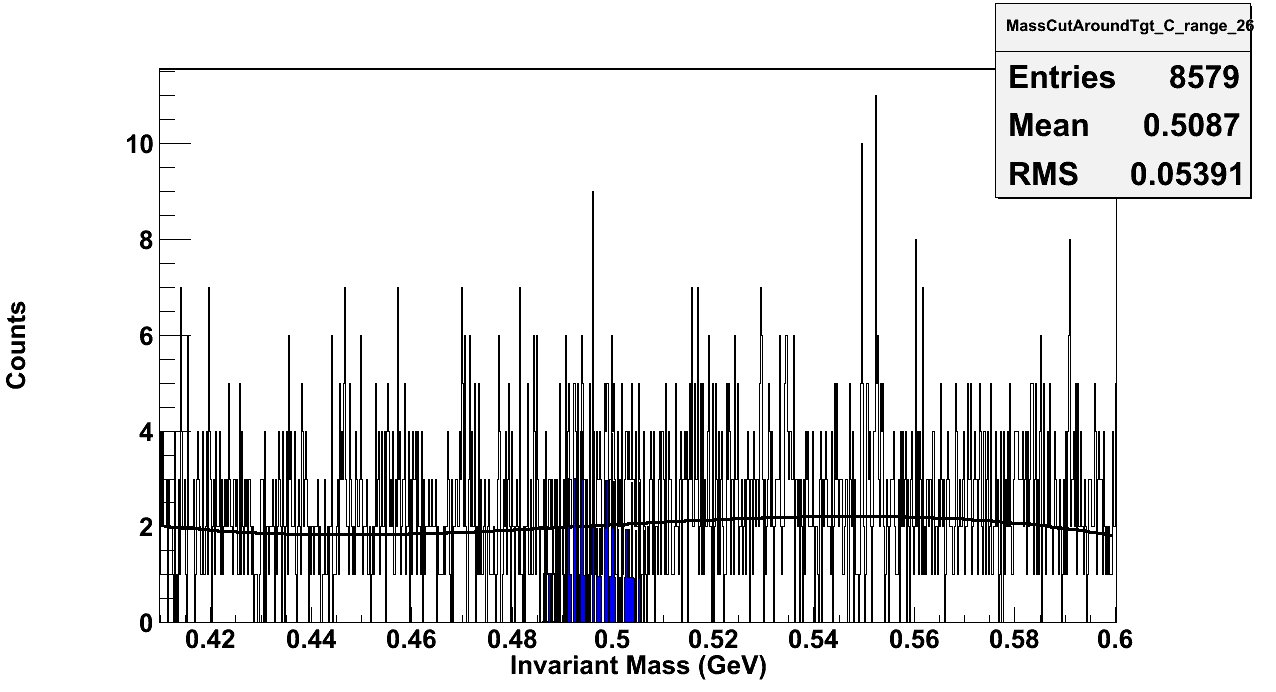 MassCutAroundTgt_C_range_26
Entries 8579
Mean 0.5087
RMS 0.05391
Counts
10
8
6
4
2
0
0.42 0.44 0.46 0.48 0.5 0.52 0.54 0.56 0.58 0.6
Invariant Mass (GeV)